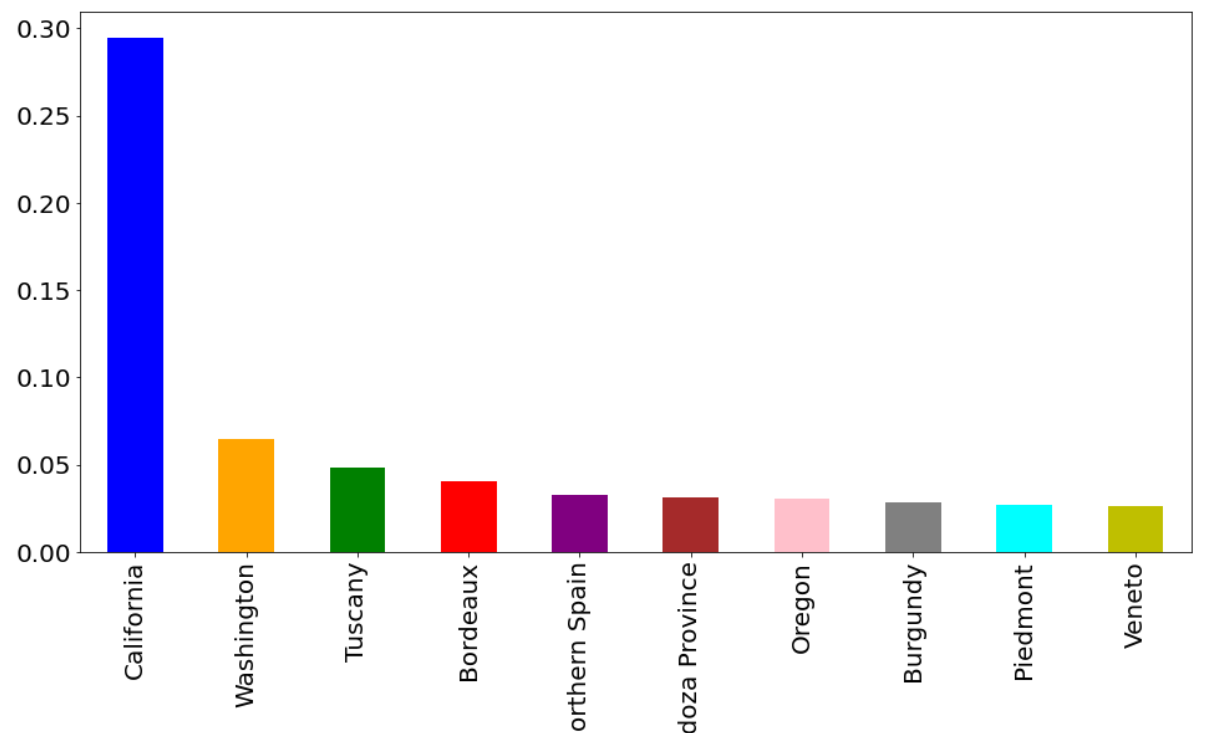 0.30
0.25
0.20
0.15
0.10
0.05
0.00
California
Washington
Tuscany
Bordeaux
orthern Spain
doza Province
Oregon
Burgundy
Piedmont
Veneto